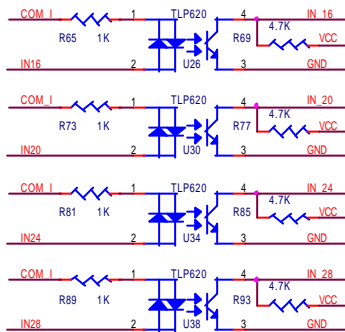 COM_I 1 TLP620 4 IN_16
R65 1K R69 4.7K VCC
IN16 2 U26 3 GND
COM_I 1 TLP620 4 IN_20
R73 1K R77 4.7K VCC
IN20 2 U30 3 GND
COM_I 1 TLP620 4 IN_24
R81 1K R85 4.7K VCC
IN24 2 U34 3 GND
COM_I 1 TLP620 4 IN_28
R89 1K R93 4.7K VCC
IN28 2 U38 3 GND